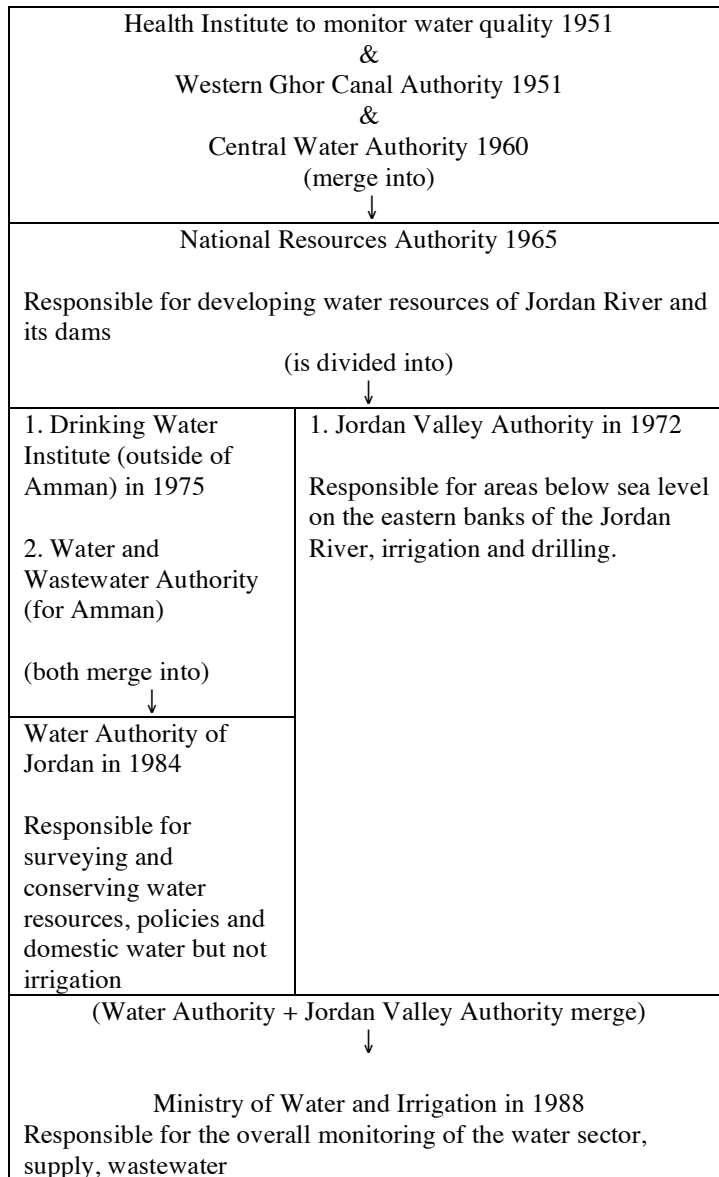 Health Institute to monitor water quality 1951
&
Western Ghor Canal Authority 1951
&
Central Water Authority 1960
(merge into)
↓
National Resources Authority 1965
Responsible for developing water resources of Jordan River and
its dams
(is divided into)
↓
1. Drinking Water
Institute (outside of
Amman) in 1975
2. Water and
Wastewater Authority
(for Amman)
(both merge into)
↓
Water Authority of
Jordan in 1984
Responsible for
surveying and
conserving water
resources, policies and
domestic water but not
irrigation
1. Jordan Valley Authority in 1972
Responsible for areas below sea level
on the eastern banks of the Jordan
River, irrigation and drilling.
(Water Authority + Jordan Valley Authority merge)
↓
Ministry of Water and Irrigation in 1988
Responsible for the overall monitoring of the water sector,
supply, wastewater